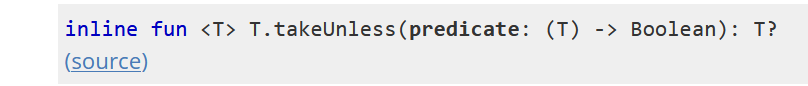 inline fun <T> T.takeUnless(predicate: (T) -> Boolean): T?
(source)